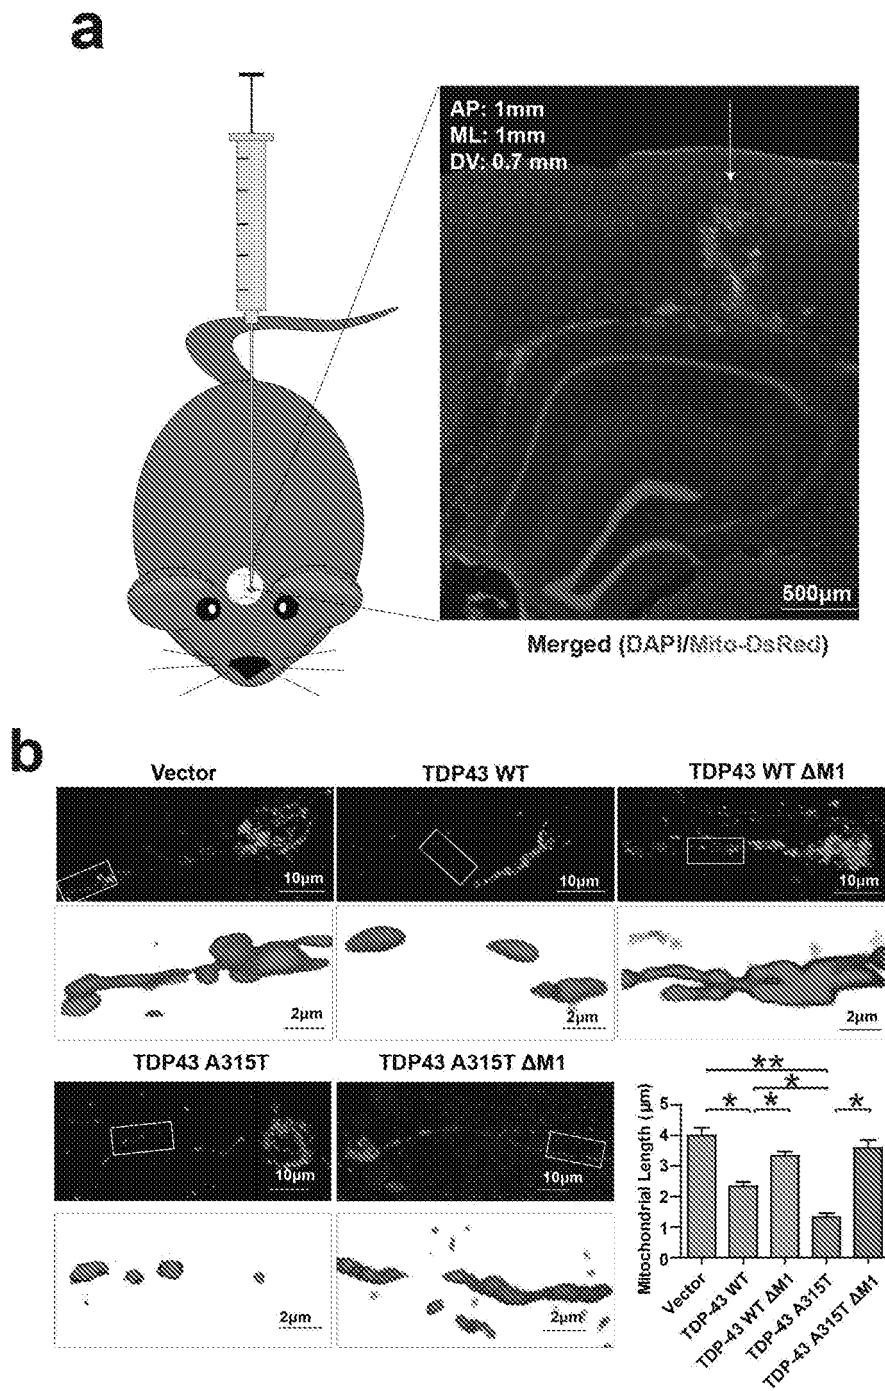 a
AP: 1mm
ML: 1mm
DV: 0.7 mm
500μm
Merged (DAPI/Mito-DsRed)
b
Vector
TDP43 WT
TDP43 WT ΔM1
10μm
10μm
10μm
2μm
2μm
2μm
TDP43 A315T
TDP43 A315T ΔM1
10μm
10μm
2μm
2μm
**
*
* * *
Mitochondrial Length (μm)
5
4
3
2
1
0
Vector
TDP-43 WT
TDP-43 WT ΔM1
TDP-43 A315T
TDP-43 A315T ΔM1